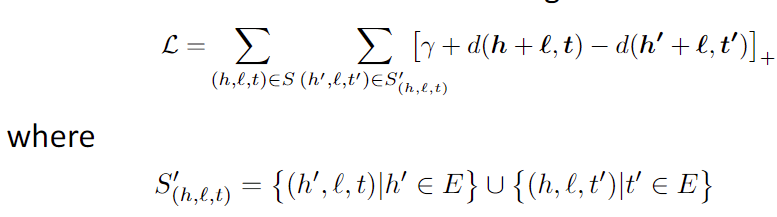 ℒ = ∑_{(h,ℓ,t)∈S} ∑_{(h′,ℓ,t′)∈S′_{(h,ℓ,t)}} [γ + d(h + ℓ, t) − d(h′ + ℓ, t′)]₊
where
S′_{(h,ℓ,t)} = {(h′, ℓ, t)|h′ ∈ E} ∪ {(h, ℓ, t′)|t′ ∈ E}